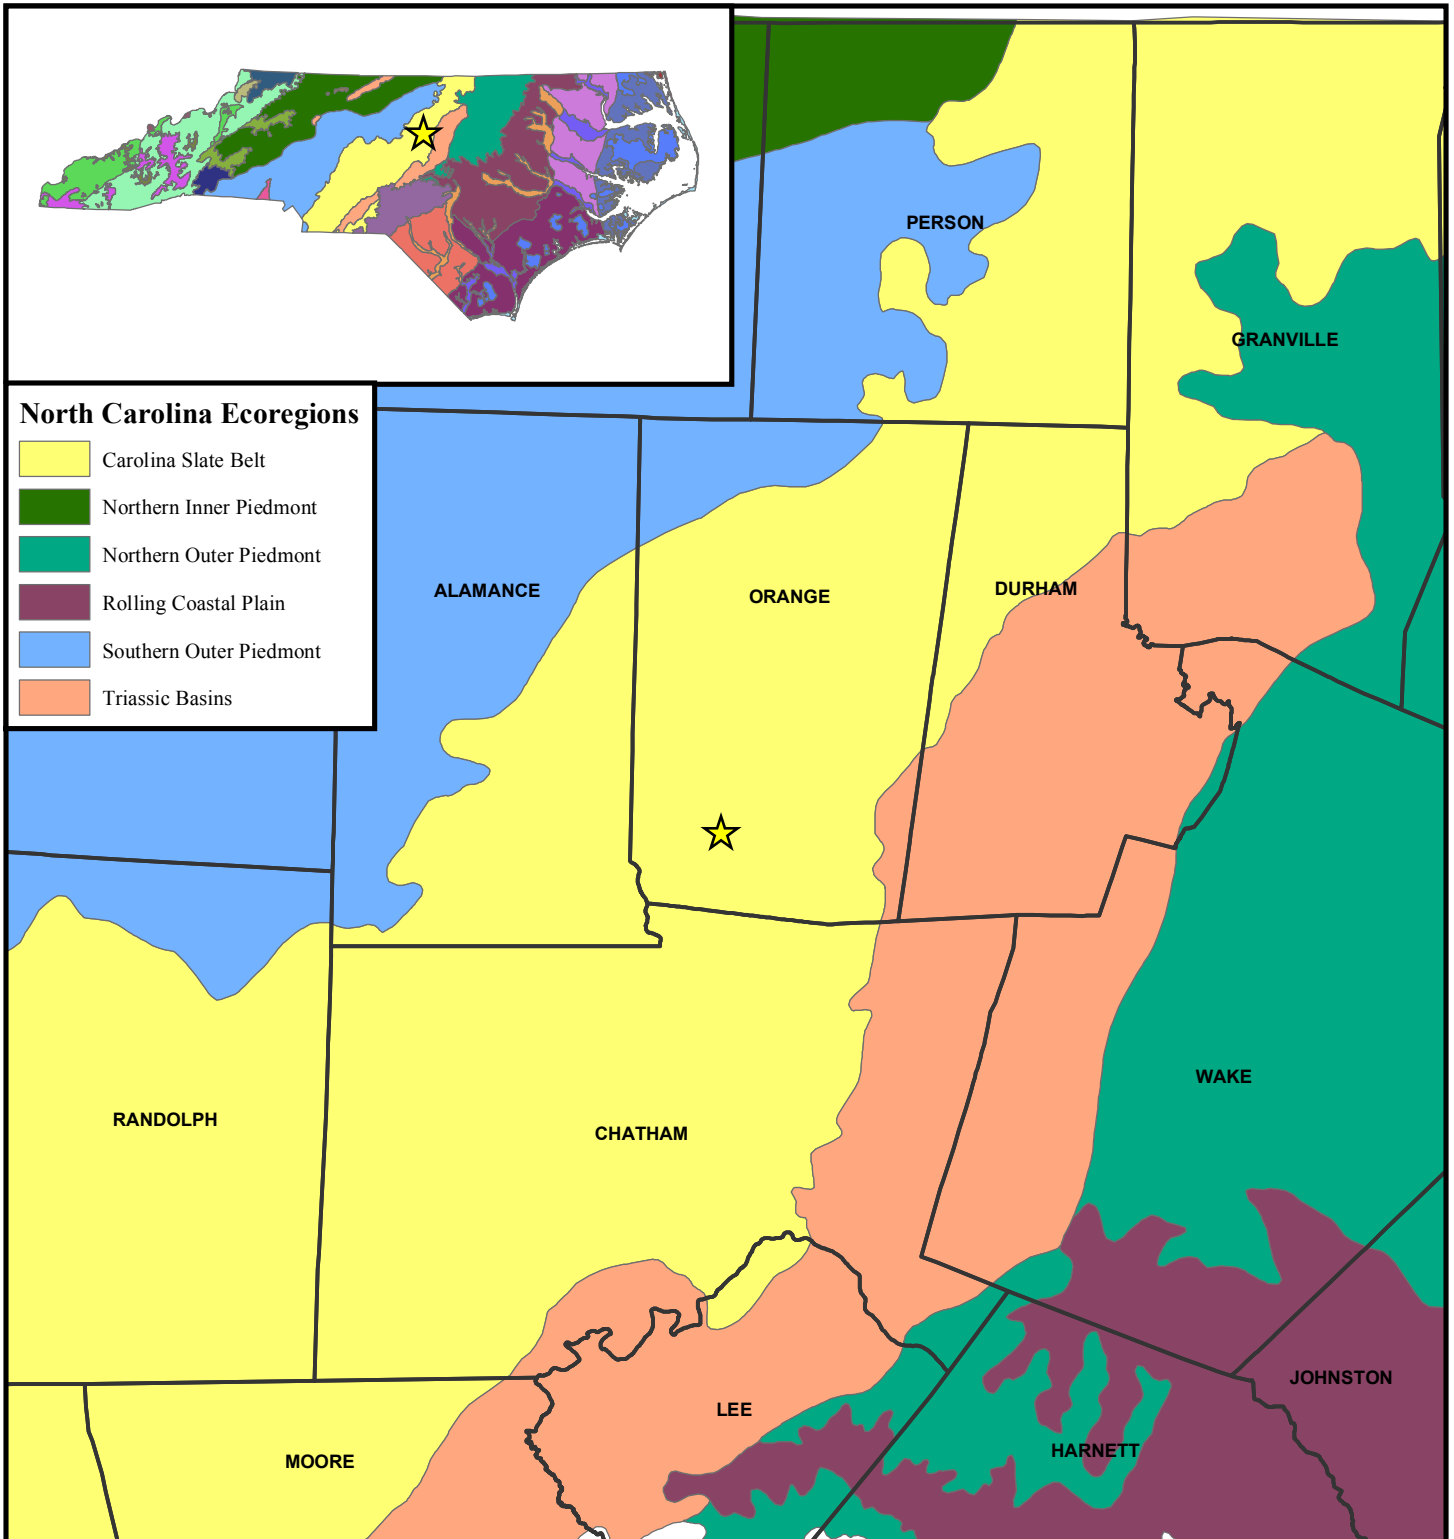 North Carolina Ecoregions
Carolina Slate Belt
Northern Inner Piedmont
Northern Outer Piedmont
Rolling Coastal Plain
Southern Outer Piedmont
Triassic Basins
PERSON
GRANVILLE
ALAMANCE
ORANGE
DURHAM
WAKE
RANDOLPH
CHATHAM
JOHNSTON
LEE
HARNETT
MOORE